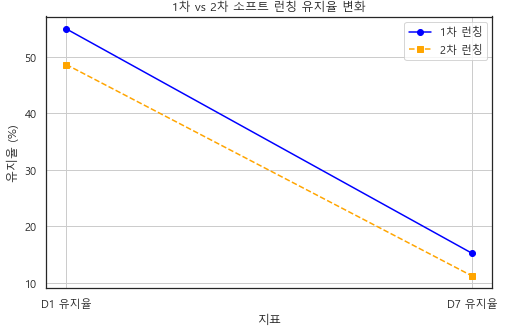 1차 vs 2차 소프트 런칭 유지율 변화
1차 런칭
2차 런칭
유지율 (%)
50
40
30
20
10
D1 유지율
D7 유지율
지표